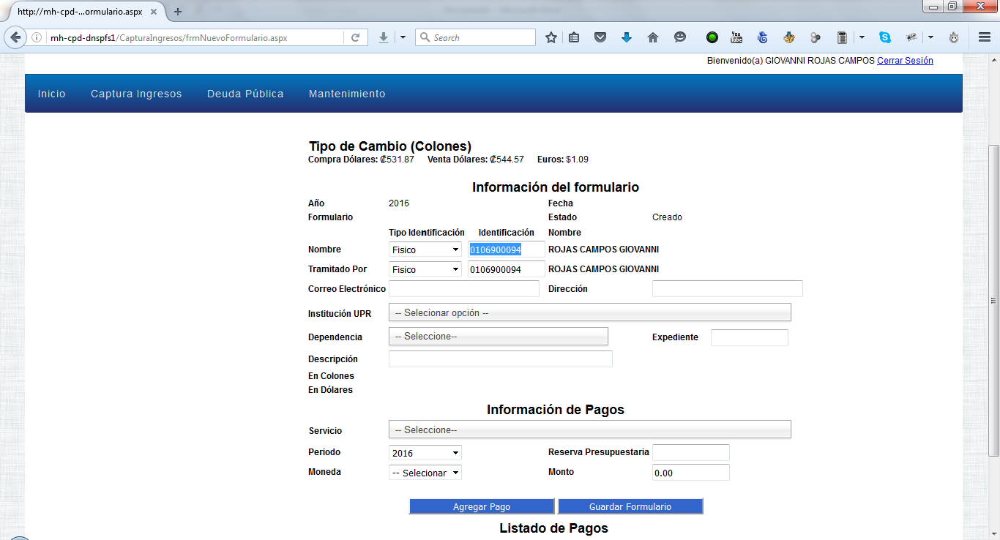 http://mh-cpd-...ormulario.aspx
mh-cpd-dnspfs1/CapturaIngresos/frmNuevoFormulario.aspx Search
You Tube
Bienvenido(a) GIOVANNI ROJAS CAMPOS Cerrar Sesión
Inicio Captura Ingresos Deuda Pública Mantenimiento
Tipo de Cambio (Colones)
Compra Dólares: ₡531.87 Venta Dólares: ₡544.57 Euros: $1.09
Información del formulario
Año 2016 Fecha
Formulario Estado Creado
Tipo Identificación Identificación Nombre
Nombre Fisico 0106900094 ROJAS CAMPOS GIOVANNI
Tramitado Por Fisico 0106900094 ROJAS CAMPOS GIOVANNI
Correo Electrónico Dirección
Institución UPR -- Selecionar opción --
Dependencia -- Seleccione-- Expediente
Descripción
En Colones
En Dólares
Información de Pagos
Servicio -- Seleccione--
Periodo 2016 Reserva Presupuestaria
Moneda -- Selecionar Monto 0.00
Agregar Pago Guardar Formulario
Listado de Pagos